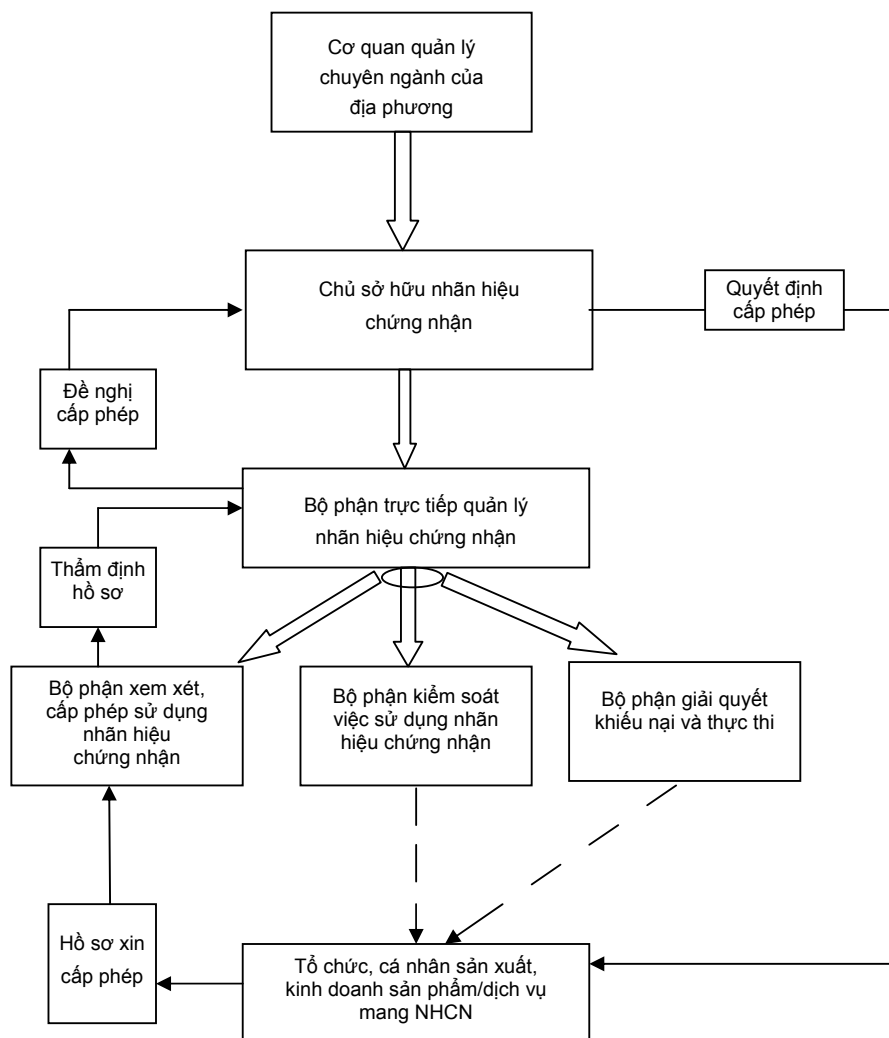 Cơ quan quản lý
chuyên ngành của
địa phương
Chủ sở hữu nhãn hiệu
chứng nhận
Quyết định
cấp phép
Đề nghị
cấp phép
Bộ phận trực tiếp quản lý
nhãn hiệu chứng nhận
Thẩm định
hồ sơ
Bộ phận xem xét,
cấp phép sử dụng
nhãn hiệu
chứng nhận
Bộ phận kiểm soát
việc sử dụng nhãn
hiệu chứng nhận
Bộ phận giải quyết
khiếu nại và thực thi
Hồ sơ xin
cấp phép
Tổ chức, cá nhân sản xuất,
kinh doanh sản phẩm/dịch vụ
mang NHCN